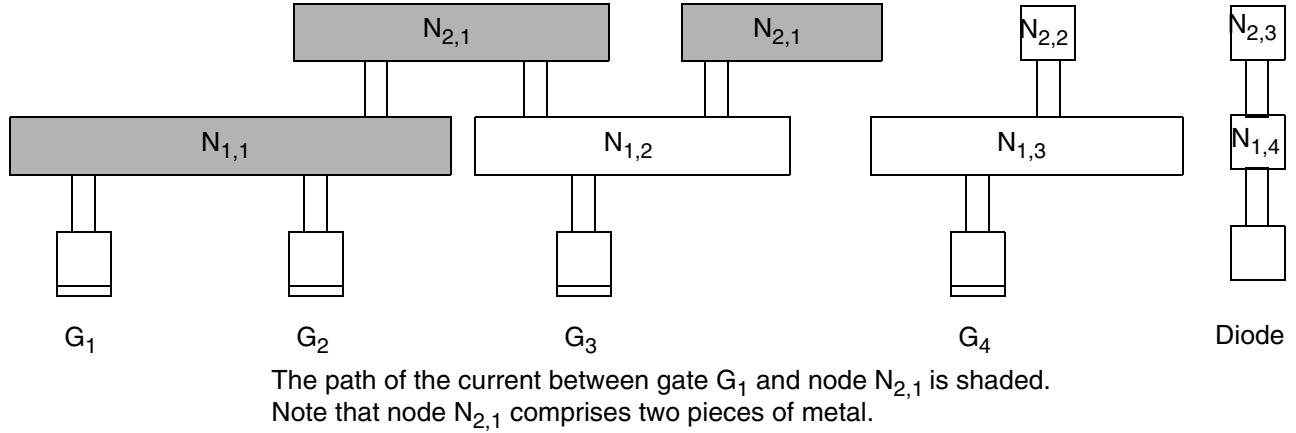 N2,1 N2,1 N2,2 N2,3
N1,1 N1,2 N1,3 N1,4
G1 G2 G3 G4 Diode
The path of the current between gate G1 and node N2,1 is shaded.
Note that node N2,1 comprises two pieces of metal.